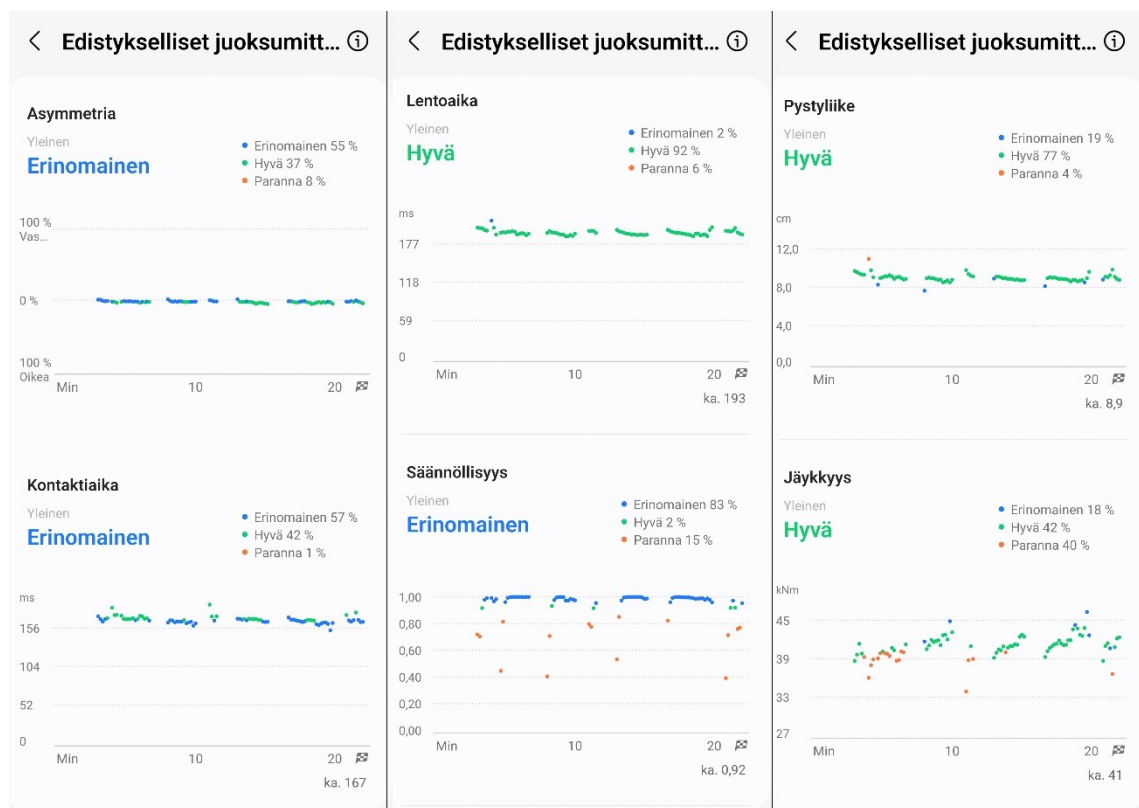 Edistykselliset juoksumitt...
Asymmetria
Yleinen
Erinomainen
Erinomainen 55 %
Hyvä 37 %
Paranna 8 %
100 %
Vas...
0 %
100 %
Oikea
Min 10 20
Kontaktiaika
Yleinen
Erinomainen
Erinomainen 57 %
Hyvä 42 %
Paranna 1 %
ms
156
104
52
0
Min 10 20
ka. 167
Edistykselliset juoksumitt...
Lentoaika
Yleinen
Hyvä
Erinomainen 2 %
Hyvä 92 %
Paranna 6 %
ms
177
118
59
0
Min 10 20
ka. 193
Säännöllisyys
Yleinen
Erinomainen
Erinomainen 83 %
Hyvä 2 %
Paranna 15 %
1,00
0,80
0,60
0,40
0,20
0,00
Min 10 20
ka. 0,92
Edistykselliset juoksumitt...
Pystyliike
Yleinen
Hyvä
Erinomainen 19 %
Hyvä 77 %
Paranna 4 %
cm
12,0
8,0
4,0
0,0
Min 10 20
ka. 8,9
Jäykkyys
Yleinen
Hyvä
Erinomainen 18 %
Hyvä 42 %
Paranna 40 %
kNm
45
39
33
27
Min 10 20
ka. 41